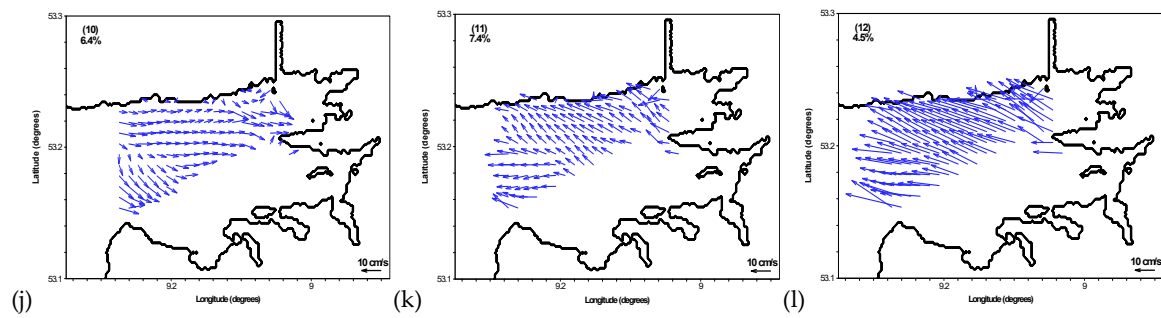 (10)
6.4%
53.3
53.2
53.1
Latitude (degrees)
9.2
9
Longitude (degrees)
10 cm/s
(j)
(11)
7.4%
53.3
53.2
53.1
Latitude (degrees)
9.2
9
Longitude (degrees)
10 cm/s
(k)
(12)
4.5%
53.3
53.2
53.1
Latitude (degrees)
9.2
9
Longitude (degrees)
10 cm/s
(l)